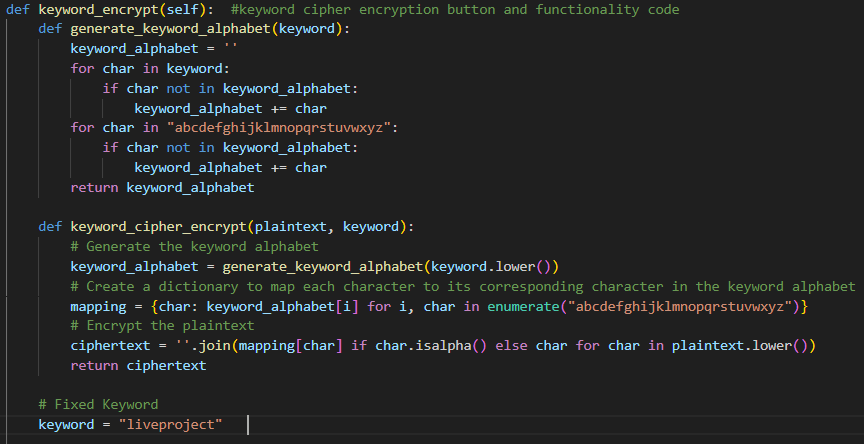 def keyword_encrypt(self):  #keyword cipher encryption button and functionality code
    def generate_keyword_alphabet(keyword):
        keyword_alphabet = ''
        for char in keyword:
            if char not in keyword_alphabet:
                keyword_alphabet += char
        for char in "abcdefghijklmnopqrstuvwxyz":
            if char not in keyword_alphabet:
                keyword_alphabet += char
        return keyword_alphabet

    def keyword_cipher_encrypt(plaintext, keyword):
        # Generate the keyword alphabet
        keyword_alphabet = generate_keyword_alphabet(keyword.lower())
        # Create a dictionary to map each character to its corresponding character in the keyword alphabet
        mapping = {char: keyword_alphabet[i] for i, char in enumerate("abcdefghijklmnopqrstuvwxyz")}
        # Encrypt the plaintext
        ciphertext = ''.join(mapping[char] if char.isalpha() else char for char in plaintext.lower())
        return ciphertext

    # Fixed Keyword
    keyword = "liveproject"